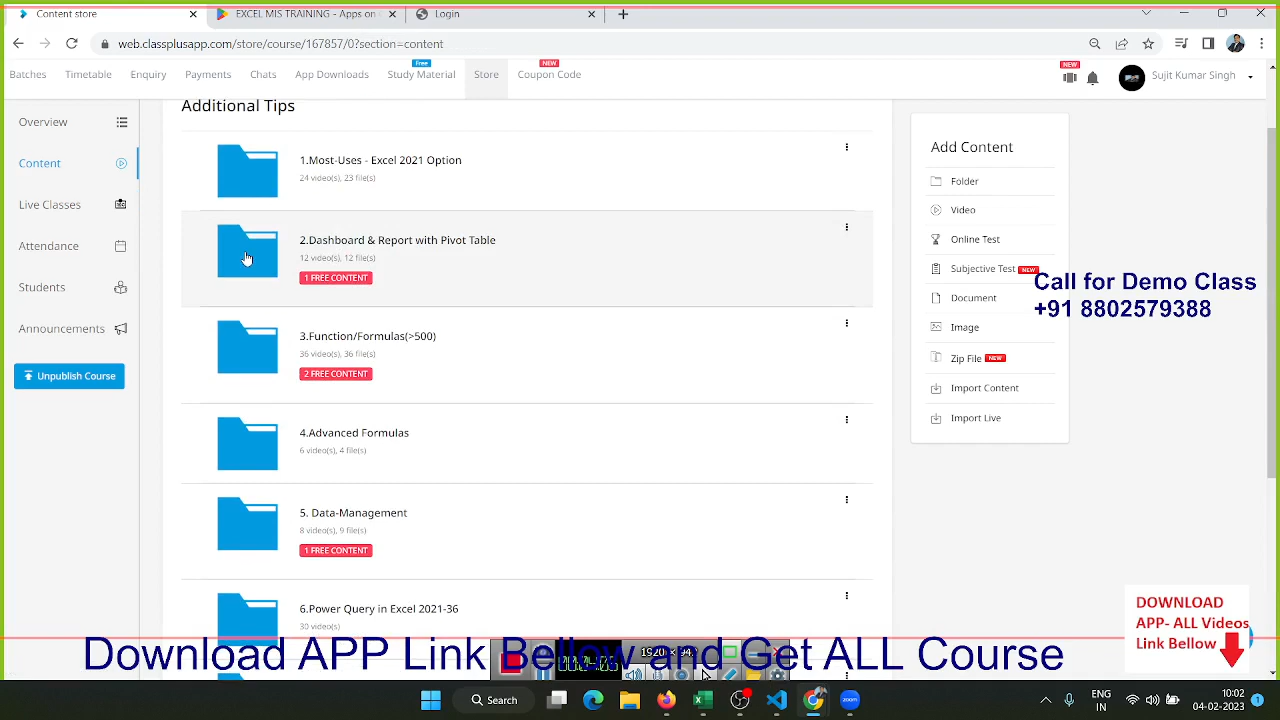 Content store
EXCEL MIS TRAINING - Apps on
Login
web.classplusapp.com/store/course/167857/0?section=content
Batches
Timetable
Enquiry
Payments
Chats
App Downloads
Free
Study Material
Store
NEW
Coupon Code
NEW
Sujit Kumar Singh
Overview
Content
Live Classes
Attendance
Students
Announcements
Unpublish Course
Additional Tips
1.Most-Uses - Excel 2021 Option
24 video(s), 23 file(s)
2.Dashboard & Report with Pivot Table
12 video(s), 12 file(s)
1 FREE CONTENT
3.Function/Formulas(>500)
36 video(s), 36 file(s)
2 FREE CONTENT
4.Advanced Formulas
6 video(s), 4 file(s)
5. Data-Management
8 video(s), 9 file(s)
1 FREE CONTENT
6.Power Query in Excel 2021-36
30 video(s)
Add Content
Folder
Video
Online Test
Subjective Test NEW
Document
Image
Zip File NEW
Import Content
Import Live
Call for Demo Class
+91 8802579388
DOWNLOAD
APP- ALL Videos
Link Bellow
Download APP Link Bellow and Get ALL Course
Search
zoom
ENG
IN
10:02
04-02-2023
1